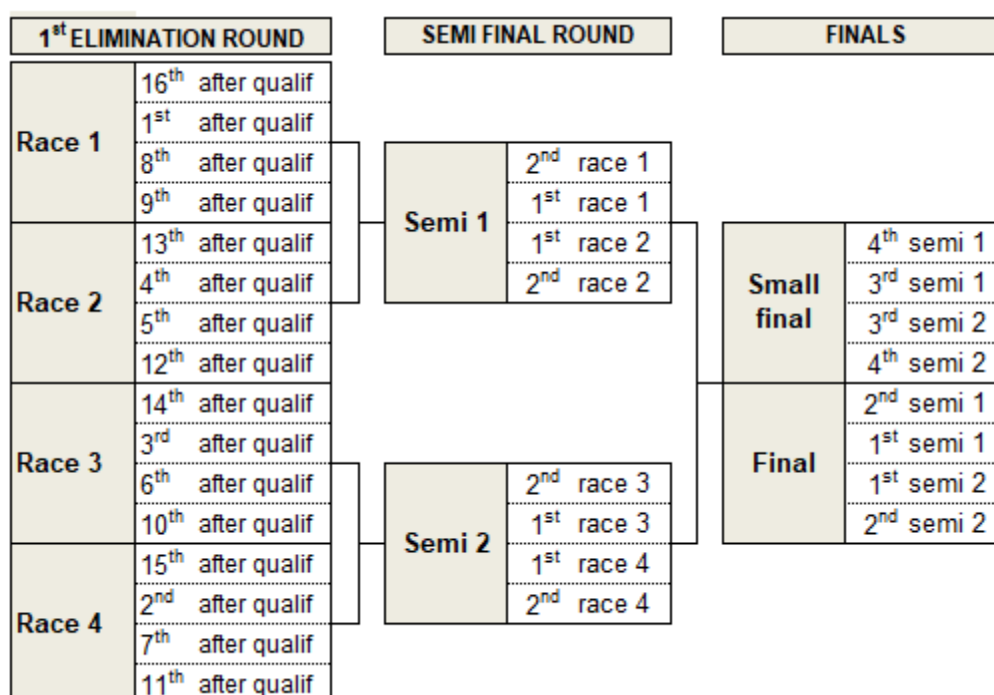 1st ELIMINATION ROUND
Race 1
16th after qualif
1st after qualif
8th after qualif
9th after qualif
Race 2
13th after qualif
4th after qualif
5th after qualif
12th after qualif
Race 3
14th after qualif
3rd after qualif
6th after qualif
10th after qualif
Race 4
15th after qualif
2nd after qualif
7th after qualif
11th after qualif
SEMI FINAL ROUND
Semi 1
2nd race 1
1st race 1
1st race 2
2nd race 2
Semi 2
2nd race 3
1st race 3
1st race 4
2nd race 4
FINALS
Small
final
4th semi 1
3rd semi 1
3rd semi 2
4th semi 2
Final
2nd semi 1
1st semi 1
1st semi 2
2nd semi 2